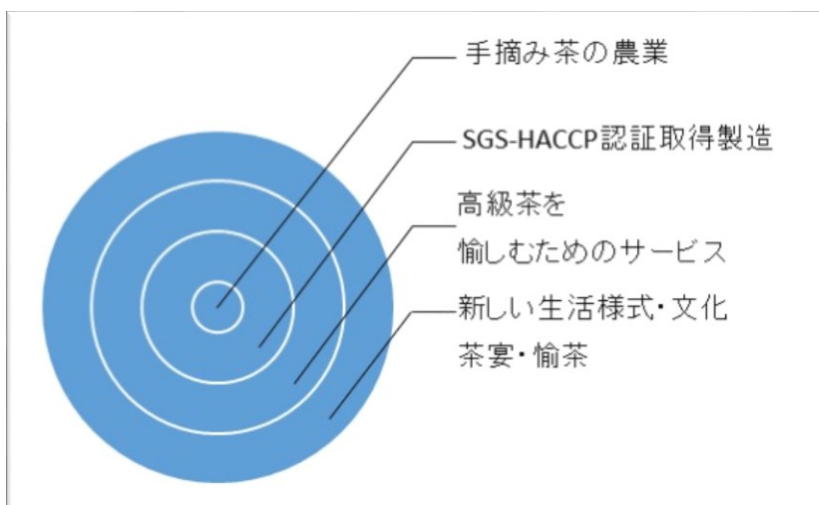 手摘み茶の農業
SGS-HACCP認証取得製造
高級茶を
愉しむためのサービス
新しい生活様式・文化
茶宴・愉茶